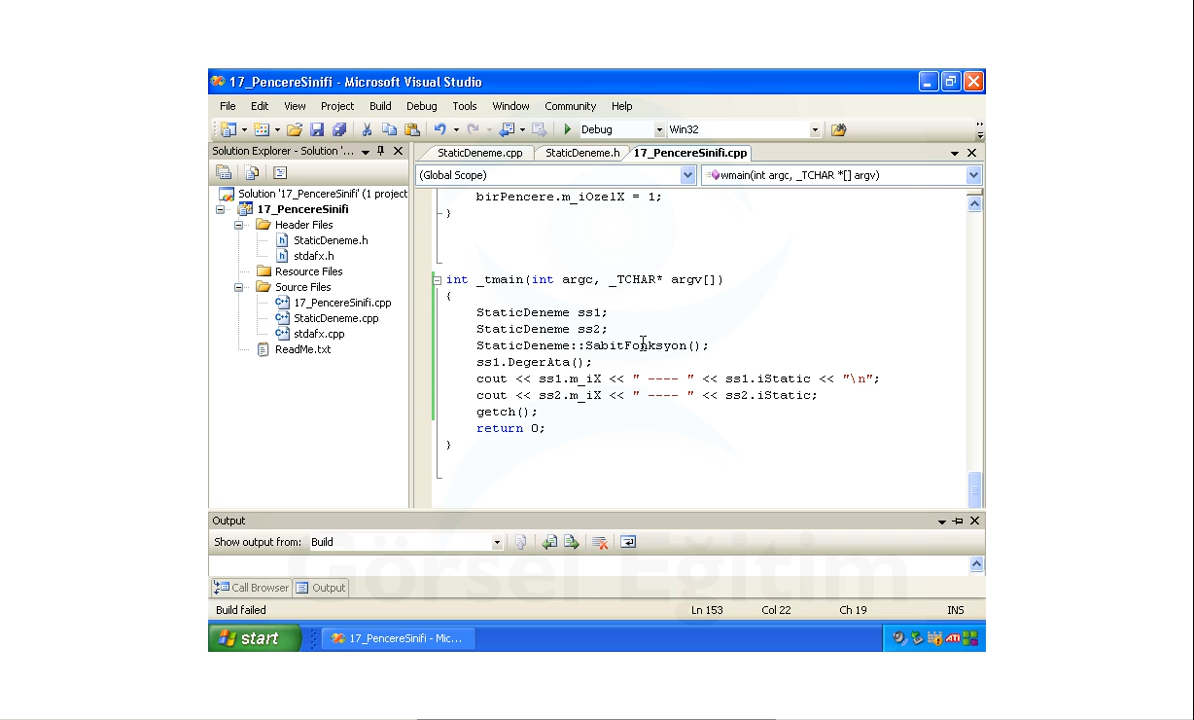 17_PencereSinifi - Microsoft Visual Studio
File Edit View Project Build Debug Tools Window Community Help
Debug Win32
Solution Explorer - Solution '...
StaticDeneme.cpp StaticDeneme.h 17_PencereSinifi.cpp
(Global Scope) wmain(int argc, _TCHAR *[] argv)
Solution '17_PencereSinifi' (1 project
17_PencereSinifi
Header Files
StaticDeneme.h
stdafx.h
Resource Files
Source Files
17_PencereSinifi.cpp
StaticDeneme.cpp
stdafx.cpp
ReadMe.txt
birPencere.m_iOzelX = 1;
}
int _tmain(int argc, _TCHAR* argv[])
{
StaticDeneme ss1;
StaticDeneme ss2;
StaticDeneme::SabitFonksyon();
ss1.DegerAta();
cout << ss1.m_iX << " ---- " << ss1.iStatic << "\n";
cout << ss2.m_iX << " ---- " << ss2.iStatic;
getch();
return 0;
}
Output
Show output from: Build
Görsel Eğitim
Call Browser Output
Build failed Ln 153 Col 22 Ch 19 INS
start 17_PencereSinifi - Mic... ATI